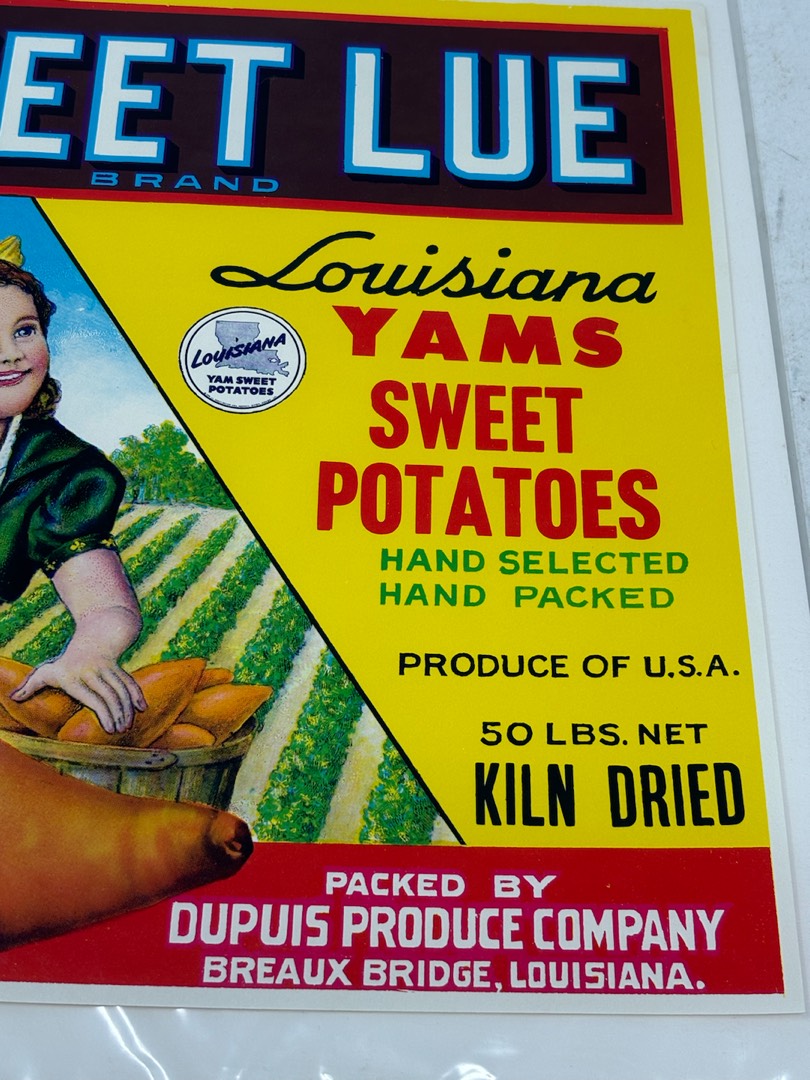 EET LUE
BRAND
Louisiana
YAMS
SWEET
POTATOES
LOUISIANA
YAM SWEET
POTATOES
HAND SELECTED
HAND PACKED
PRODUCE OF U.S.A.
50 LBS. NET
KILN DRIED
PACKED BY
DUPUIS PRODUCE COMPANY
BREAUX BRIDGE, LOUISIANA.